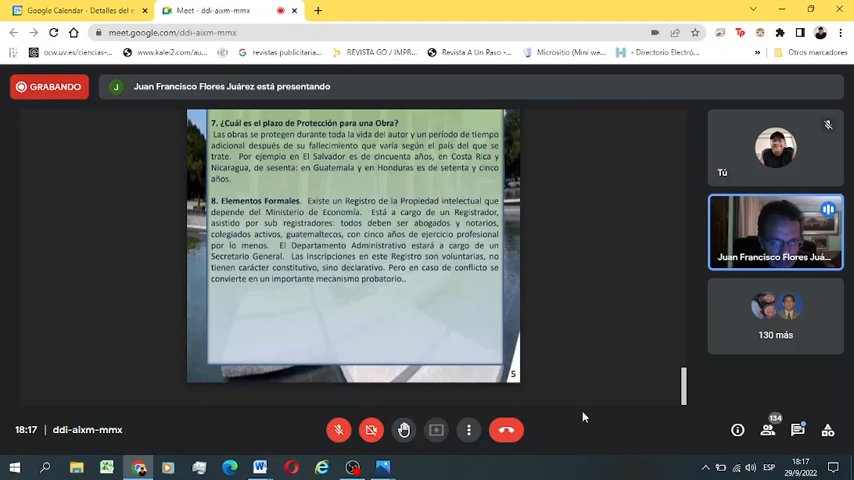 Google Calendar - Detalles del e
Meet - ddi-aixm-mmx
meet.google.com/ddi-aixm-mmx
ocw.uv.es/ciencias-...
www.kalei2.com/au...
revistas publicitaria...
REVISTA GO / IMPR...
Revista A Un Paso -...
Micrositio (Mini we...
- Directorio Electró...
Otros marcadores
GRABANDO
J
Juan Francisco Flores Juárez está presentando
7. ¿Cuál es el plazo de Protección para una Obra?
Las obras se protegen durante toda la vida del autor y un período de tiempo
adicional después de su fallecimiento que varía según el país del que se
trate. Por ejemplo en El Salvador es de cincuenta años, en Costa Rica y
Nicaragua, de sesenta: en Guatemala y en Honduras es de setenta y cinco
años.
8. Elementos Formales. Existe un Registro de la Propiedad intelectual que
depende del Ministerio de Economía. Está a cargo de un Registrador,
asistido por sub registradores: todos deben ser abogados y notarios,
colegiados activos, guatemaltecos, con cinco años de ejercicio profesional
por lo menos. El Departamento Administrativo estará a cargo de un
Secretario General. Las inscripciones en este Registro son voluntarias, no
tienen carácter constitutivo, sino declarativo. Pero en caso de conflicto se
convierte en un importante mecanismo probatorio..
5
Tú
Juan Francisco Flores Juá...
130 más
18:17 ddi-aixm-mmx
134
ESP
18:17
29/9/2022